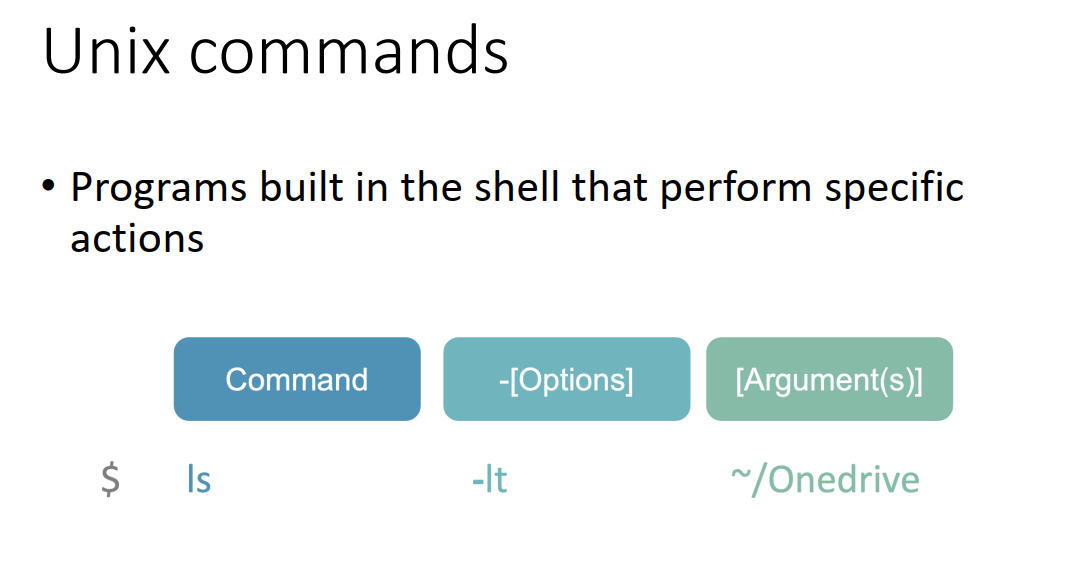 Unix commands
• Programs built in the shell that perform specific
actions
Command -[Options] [Argument(s)]
$ ls -lt ~/Onedrive